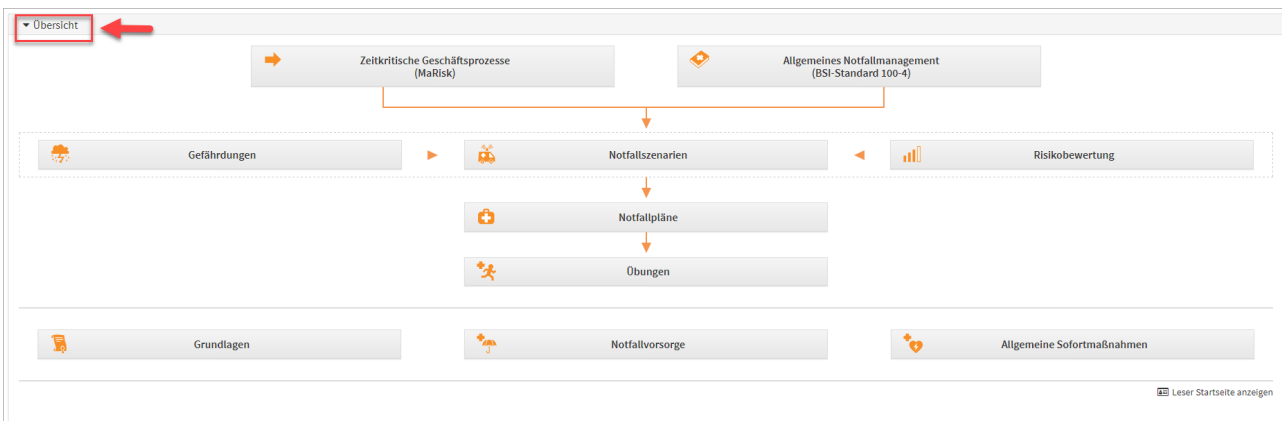 Übersicht
Zeitkritische Geschäftsprozesse
(MaRisk)
Allgemeines Notfallmanagement
(BSI-Standard 100-4)
Gefährdungen
Notfallszenarien
Risikobewertung
Notfallpläne
Übungen
Grundlagen
Notfallvorsorge
Allgemeine Sofortmaßnahmen
Leser Startseite anzeigen